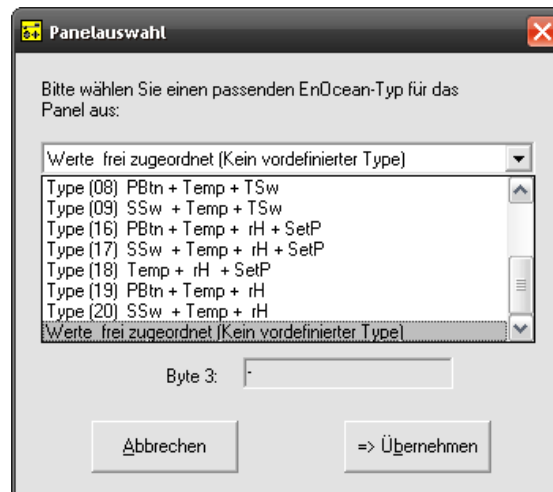 Panelauswahl
Bitte wählen Sie einen passenden EnOcean-Typ für das
Panel aus:
Werte frei zugeordnet (Kein vordefinierter Type)
Type (08) PBtn + Temp + TSw
Type (09) SSw + Temp + TSw
Type (16) PBtn + Temp + rH + SetP
Type (17) SSw + Temp + rH + SetP
Type (18) Temp + rH + SetP
Type (19) PBtn + Temp + rH
Type (20) SSw + Temp + rH
Werte frei zugeordnet (Kein vordefinierter Type)
Byte 3: -
Abbrechen => Übernehmen